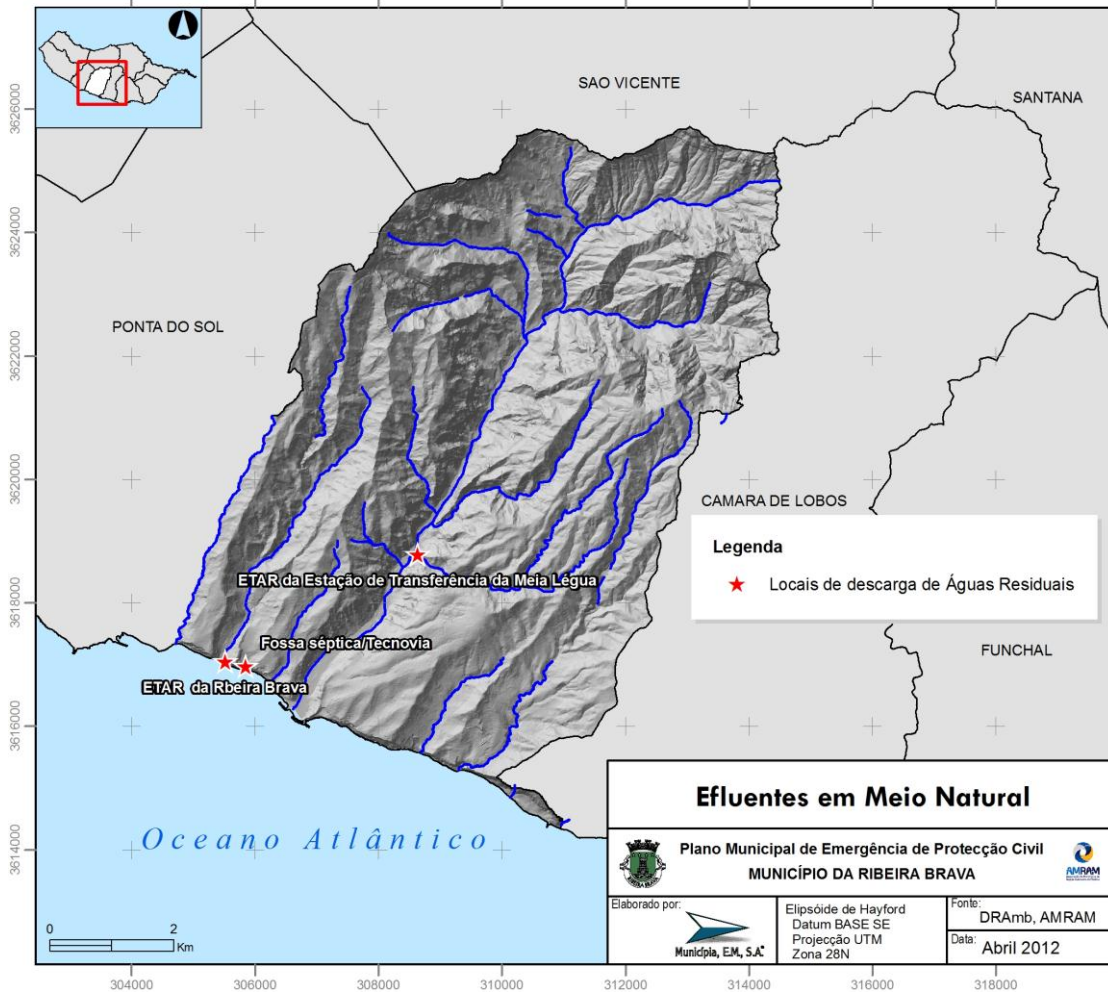 SAO VICENTE
SANTANA
PONTA DO SOL
CAMARA DE LOBOS
FUNCHAL
Legenda
Locais de descarga de Águas Residuais
ETAR da Estação de Transferência da Meia Légua
Fossa séptica/Tecnovia
ETAR da Rbeira Brava
Oceano Atlântico
0 2
Km
Efluentes em Meio Natural
Plano Municipal de Emergência de Protecção Civil
MUNICÍPIO DA RIBEIRA BRAVA
RIBEIRA BRAVA
AMRAM
Elaborado por:
Municípia, E.M., S.A.
Elipsóide de Hayford
Datum BASE SE
Projecção UTM
Zona 28N
Fonte:
DRAmb, AMRAM
Data:
Abril 2012
3626000
3624000
3622000
3620000
3618000
3616000
3614000
304000 306000 308000 310000 312000 314000 316000 318000